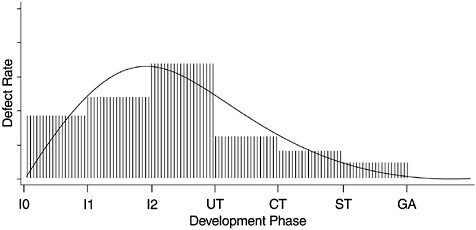 Defect Rate
I0 I1 I2 UT CT ST GA
Development Phase